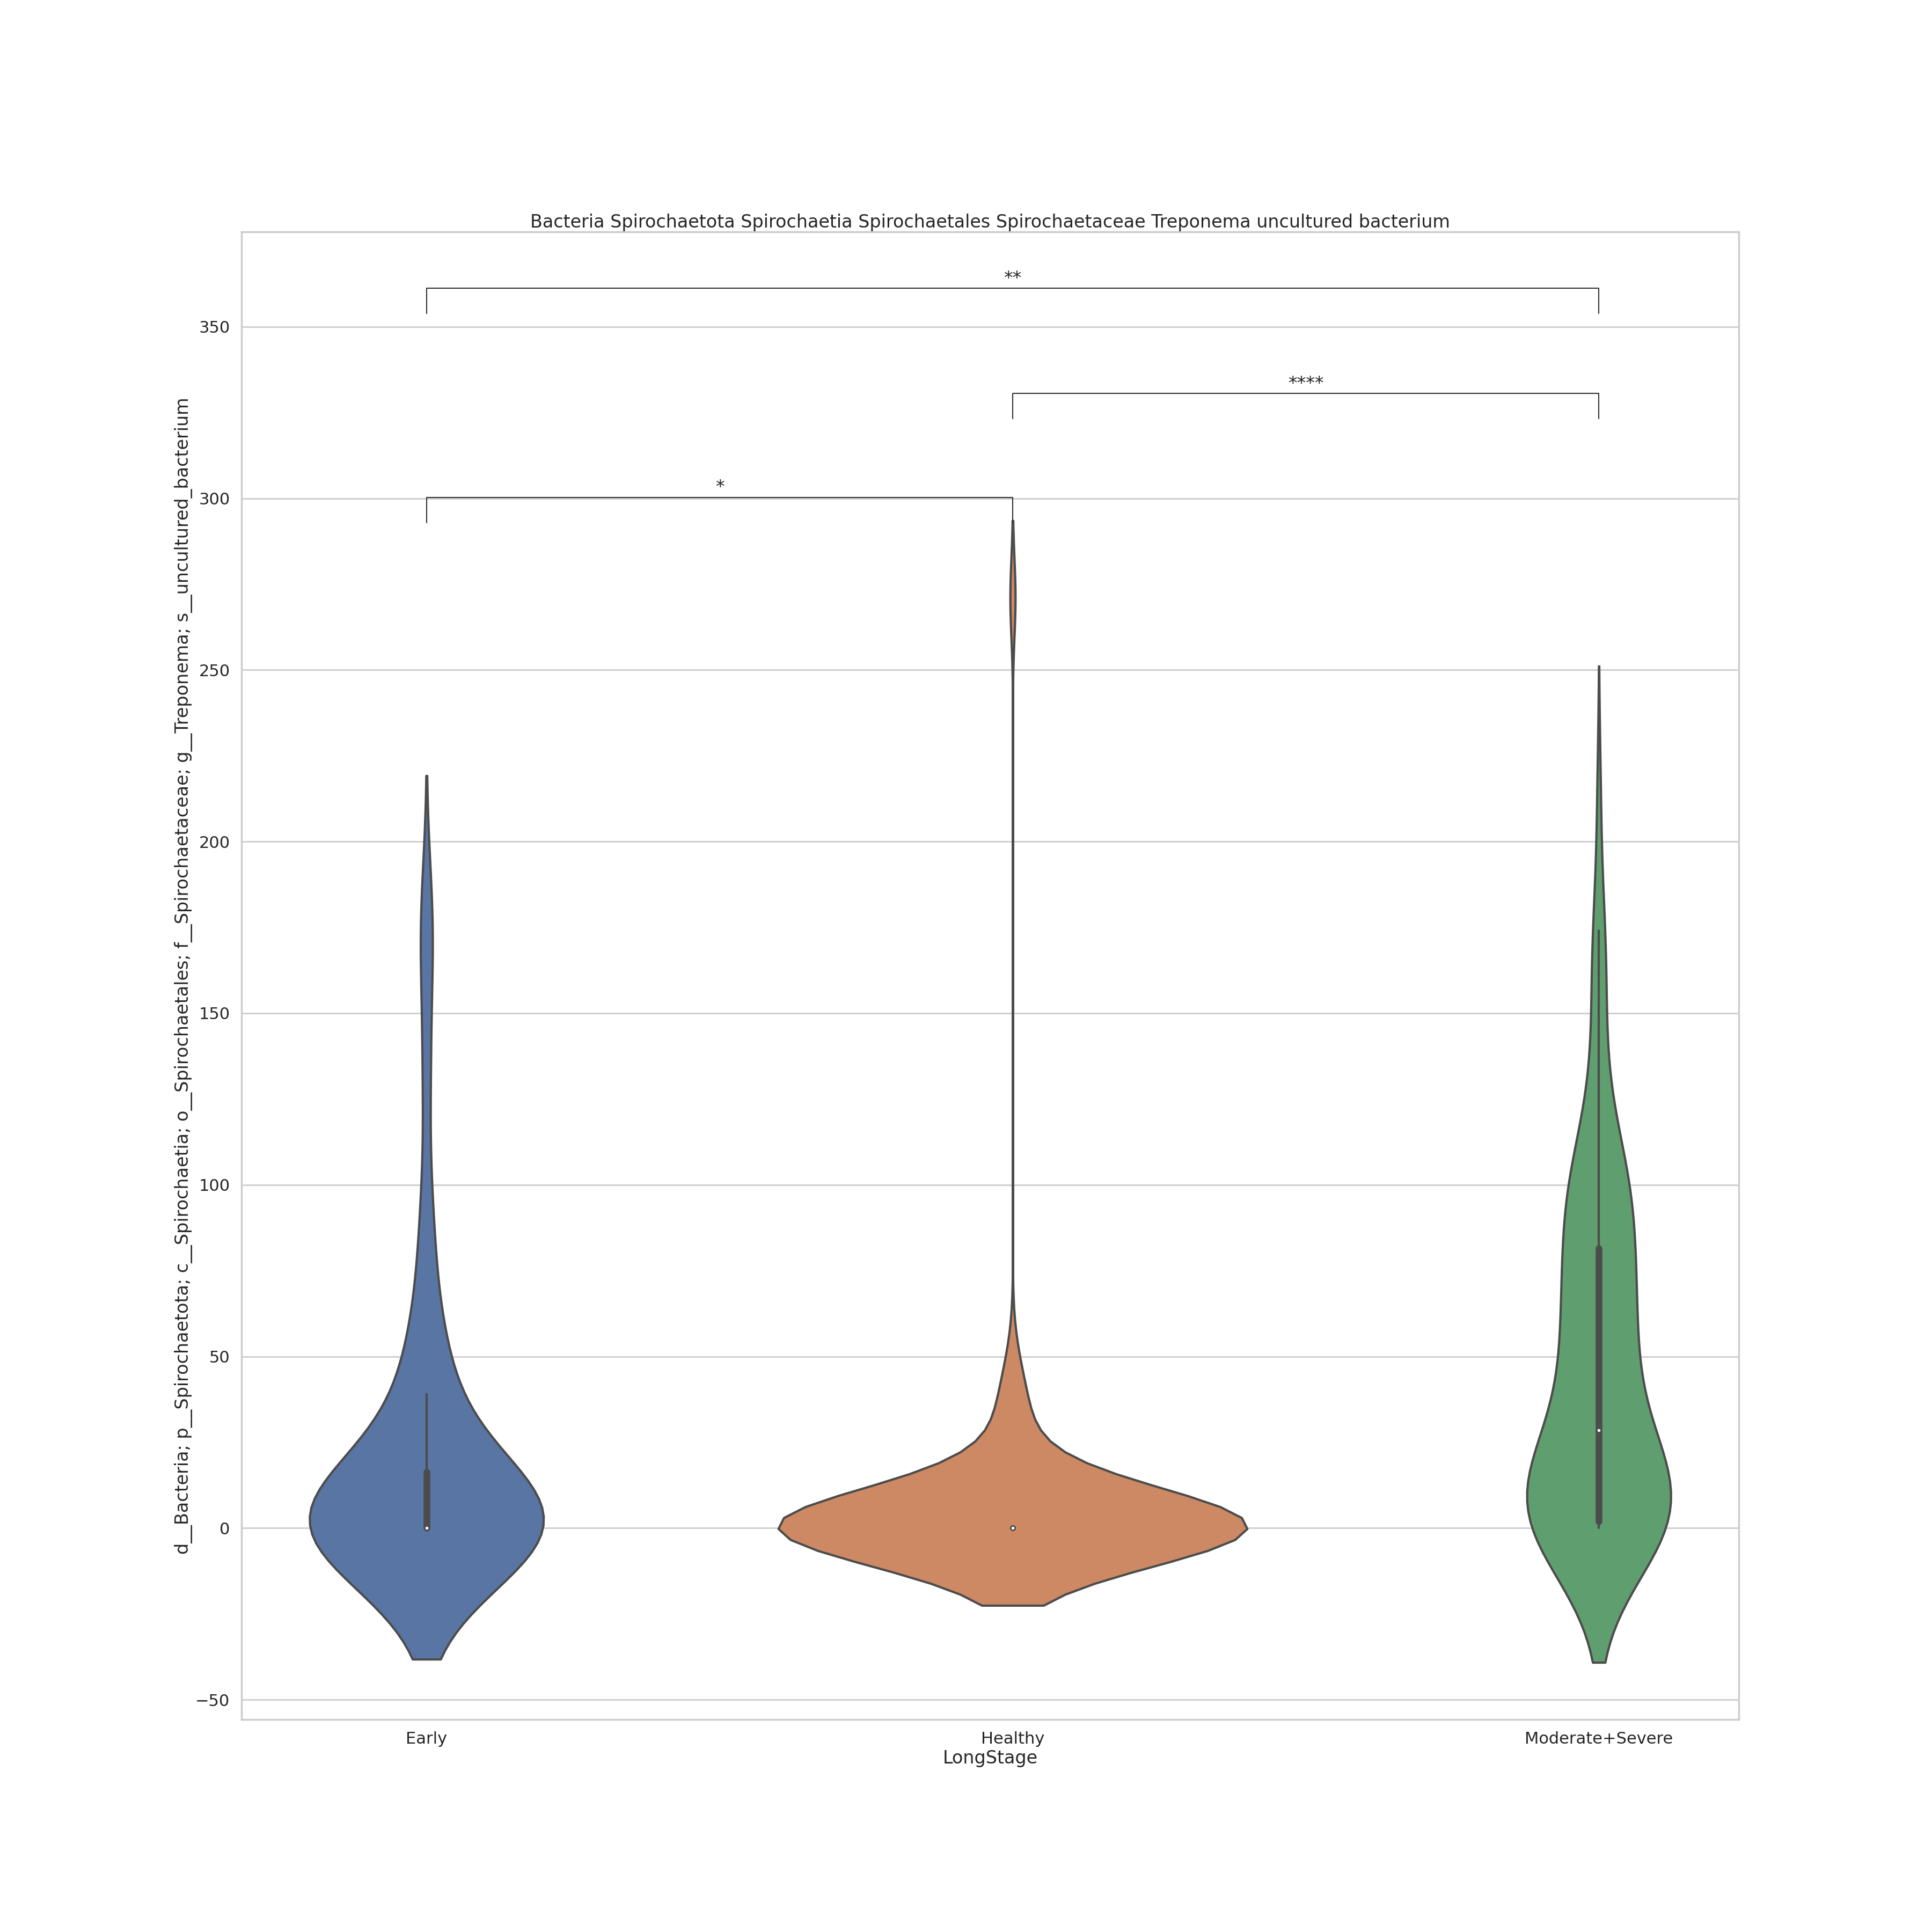 Bacteria Spirochaetota Spirochaetia Spirochaetales Spirochaetaceae Treponema uncultured bacterium
**
****
*
350
300
250
200
150
100
50
0
−50
d__Bacteria; p__Spirochaetota; c__Spirochaetia; o__Spirochaetales; f__Spirochaetaceae; g__Treponema; s__uncultured_bacterium
Early
Healthy
Moderate+Severe
LongStage